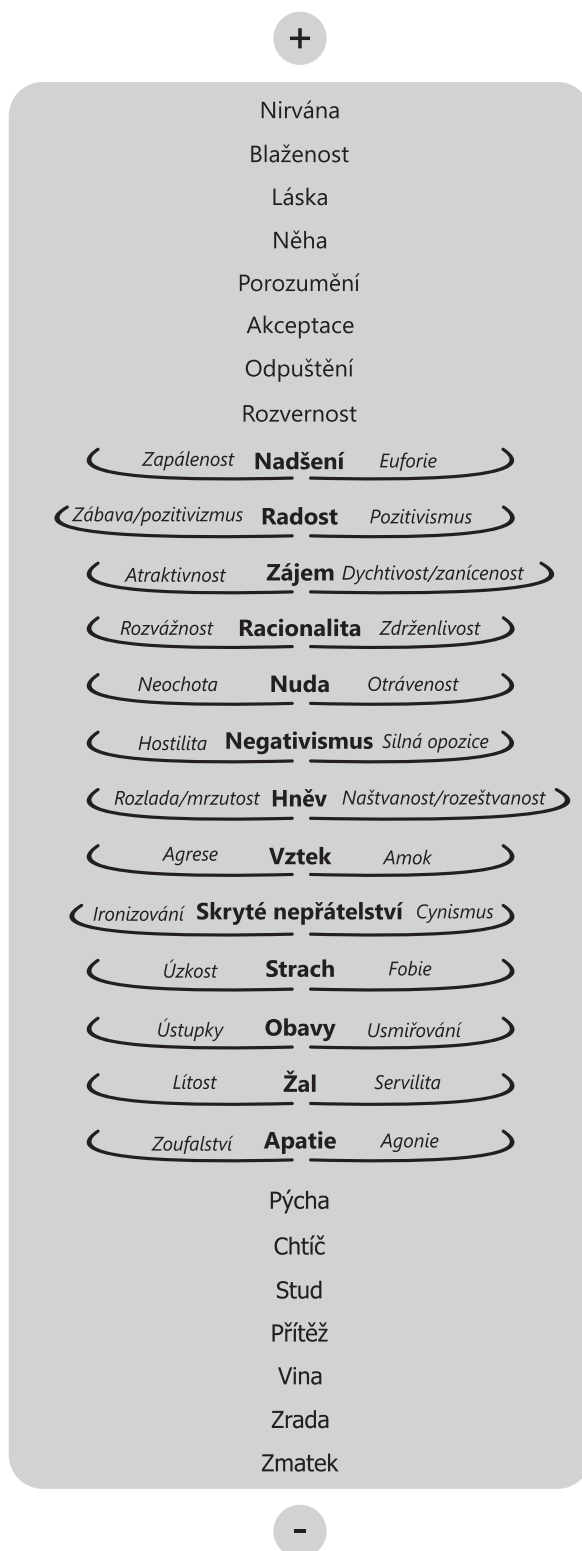 +
Nirvána
Blaženost
Láska
Něha
Porozumění
Akceptace
Odpuštění
Rozvernost
Zapálenost Nadšení Euforie
Zábava/pozitivizmus Radost Pozitivismus
Atraktivnost Zájem Dychtivost/zanícenost
Rozvážnost Racionalita Zdrženlivost
Neochota Nuda Otrávenost
Hostilita Negativismus Silná opozice
Rozlada/mrzutost Hněv Naštvanost/rozeštvanost
Agrese Vztek Amok
Ironizování Skryté nepřátelství Cynismus
Úzkost Strach Fobie
Ústupky Obavy Usmiřování
Lítost Žal Servilita
Zoufalství Apatie Agonie
Pýcha
Chtíč
Stud
Přítěž
Vina
Zrada
Zmatek
-